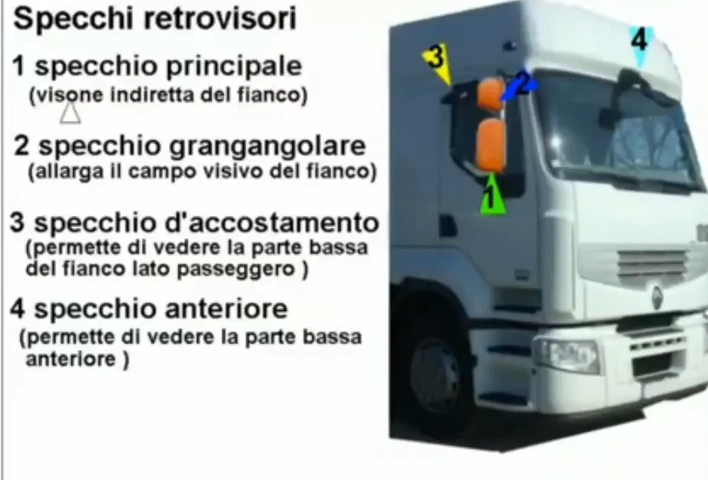 Specchi retrovisori
1 specchio principale
(visone indiretta del fianco)
2 specchio grangangolare
(allarga il campo visivo del fianco)
3 specchio d'accostamento
(permette di vedere la parte bassa
del fianco lato passeggero )
4 specchio anteriore
(permette di vedere la parte bassa
anteriore )
3
4
2
1